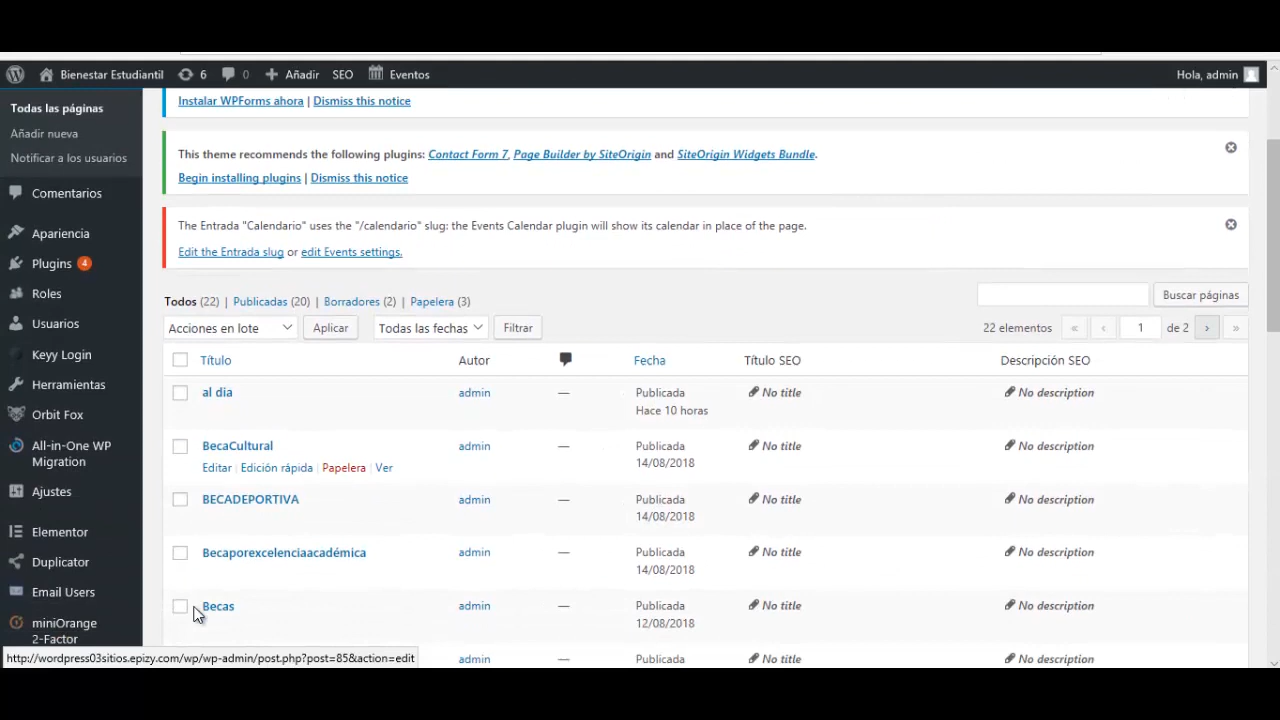 Bienestar Estudiantil 6 0 Añadir SEO Eventos Hola, admin
Todas las páginas
Añadir nueva
Notificar a los usuarios
Comentarios
Apariencia
Plugins 4
Roles
Usuarios
Keyy Login
Herramientas
Orbit Fox
All-in-One WP
Migration
Ajustes
Elementor
Duplicator
Email Users
miniOrange
2-Factor
Instalar WPForms ahora | Dismiss this notice
This theme recommends the following plugins: Contact Form 7, Page Builder by SiteOrigin and SiteOrigin Widgets Bundle.
Begin installing plugins | Dismiss this notice
The Entrada "Calendario" uses the "/calendario" slug: the Events Calendar plugin will show its calendar in place of the page.
Edit the Entrada slug or edit Events settings.
Todos (22) | Publicadas (20) | Borradores (2) | Papelera (3)
Buscar páginas
Acciones en lote Aplicar Todas las fechas Filtrar 22 elementos « ‹ 1 de 2 › »
Título Autor Fecha Título SEO Descripción SEO
al dia admin — Publicada No title No description
Hace 10 horas
BecaCultural admin — Publicada No title No description
14/08/2018
Editar | Edición rápida | Papelera | Ver
BECADEPORTIVA admin — Publicada No title No description
14/08/2018
Becaporexcelenciaacadémica admin — Publicada No title No description
14/08/2018
Becas admin — Publicada No title No description
12/08/2018
admin — Publicada No title No description
http://wordpress03sitios.epizy.com/wp/wp-admin/post.php?post=85&action=edit